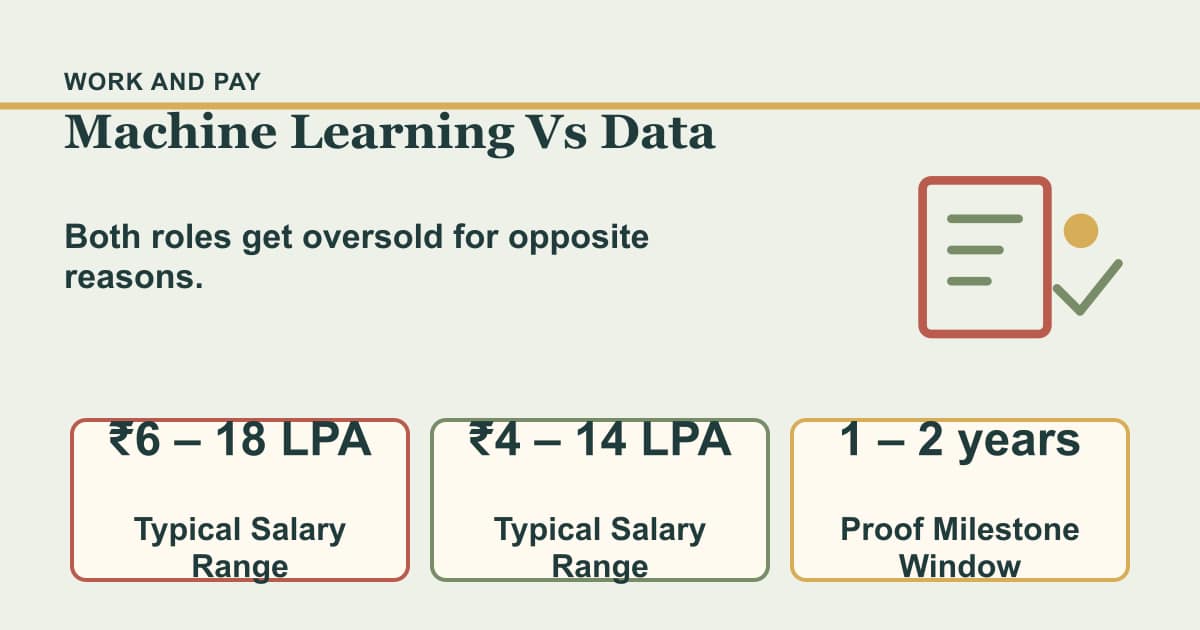 WORK AND PAY
Machine Learning Vs Data
Both roles get oversold for opposite
reasons.
₹6 – 18 LPA
Typical Salary
Range
₹4 – 14 LPA
Typical Salary
Range
1 – 2 years
Proof Milestone
Window